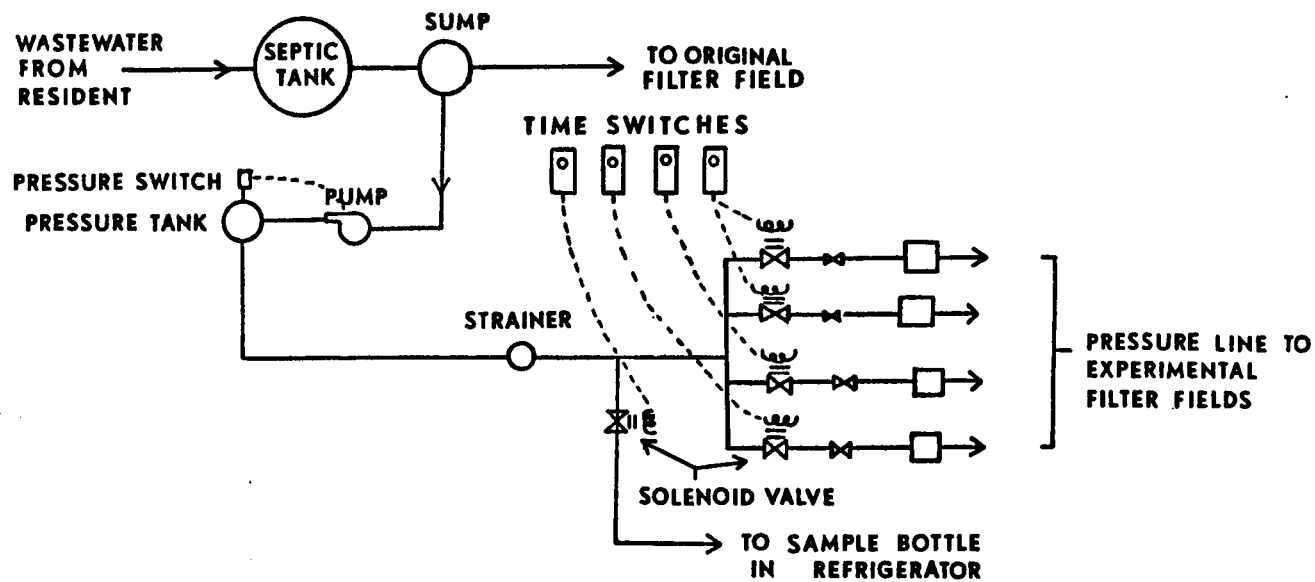 WASTEWATER
FROM
RESIDENT
SEPTIC
TANK
SUMP
TO ORIGINAL
FILTER FIELD
TIME SWITCHES
PRESSURE SWITCH
PUMP
PRESSURE TANK
STRAINER
PRESSURE LINE TO
EXPERIMENTAL
FILTER FIELDS
SOLENOID VALVE
TO SAMPLE BOTTLE
IN REFRIGERATOR